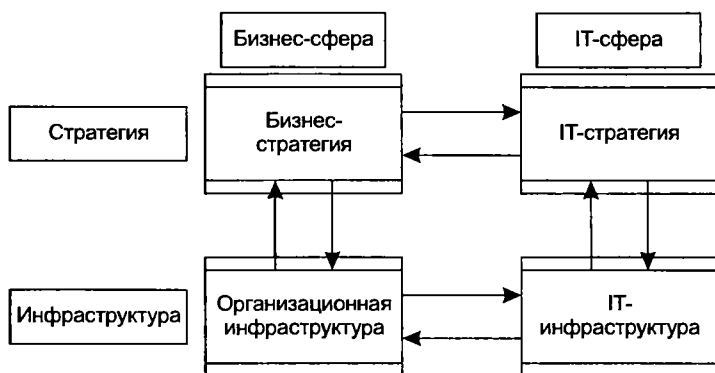 Бизнес-сфера
IT-сфера
Стратегия
Бизнес-
стратегия
IT-стратегия
Инфраструктура
Организационная
инфраструктура
IT-
инфраструктура